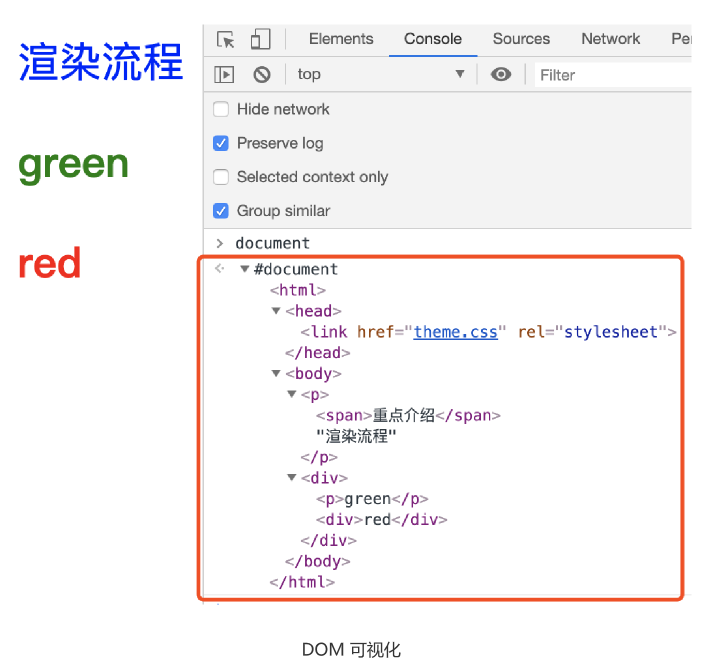 渲染流程
green
red
Elements Console Sources Network Pe
top ▼ Filter
Hide network
Preserve log
Selected context only
Group similar
> document
▼#document
<html>
▼<head>
<link href="theme.css" rel="stylesheet">
</head>
▼<body>
▼<p>
<span>重点介绍</span>
"渲染流程"
</p>
▼<div>
<p>green</p>
<div>red</div>
</div>
</body>
</html>
DOM 可视化